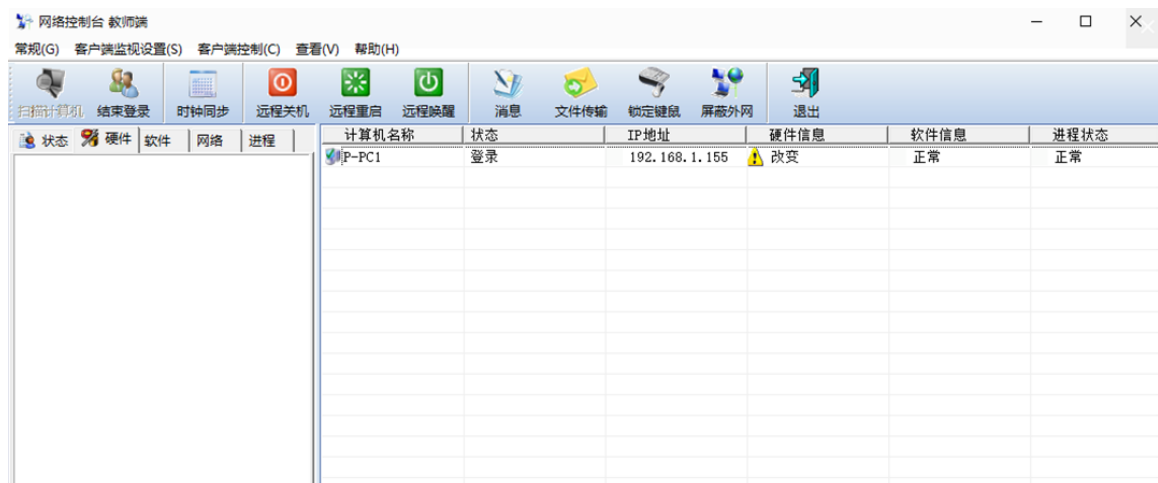 网络控制台 教师端
常规(G) 客户端监视设置(S) 客户端控制(C) 查看(V) 帮助(H)
扫描计算机 结束登录 时钟同步 远程关机 远程重启 远程唤醒 消息 文件传输 锁定键鼠 屏蔽外网 退出
状态 硬件 软件 网络 进程
计算机名称 状态 IP地址 硬件信息 软件信息 进程状态
P-PC1 登录 192.168.1.155 改变 正常 正常